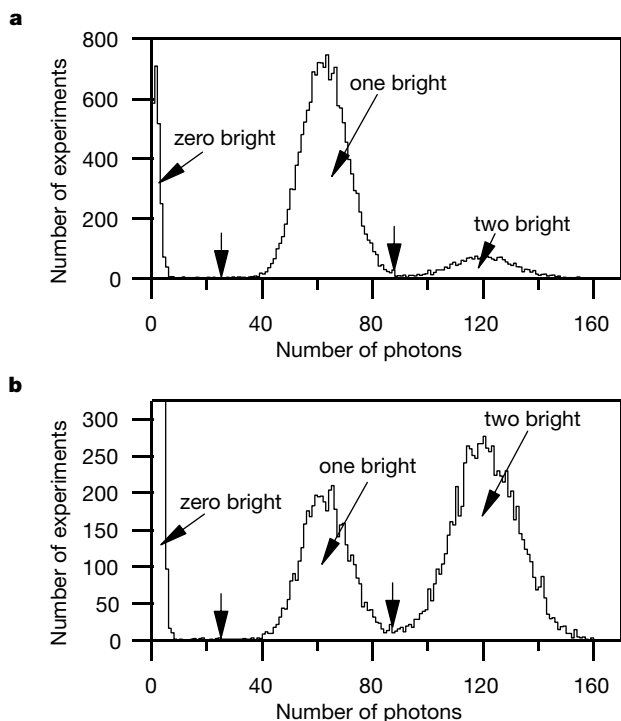 a
Number of experiments
800
600
400
200
0
zero bright
one bright
two bright
0 40 80 120 160
Number of photons
b
Number of experiments
300
250
200
150
100
50
0
zero bright
one bright
two bright
0 40 80 120 160
Number of photons